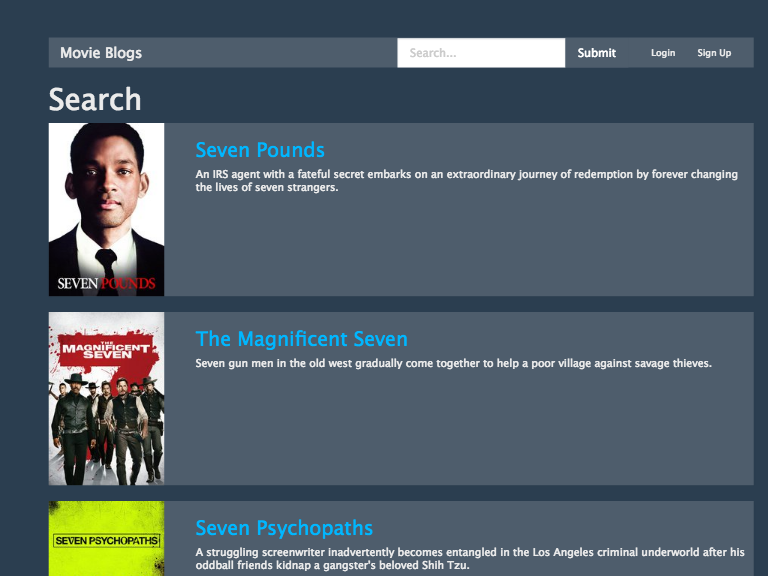 Movie Blogs
Search...
Submit
Login
Sign Up
Search
SEVEN POUNDS
Seven Pounds
An IRS agent with a fateful secret embarks on an extraordinary journey of redemption by forever changing
the lives of seven strangers.
THE
MAGNIFICENT
SEVEN
The Magnificent Seven
Seven gun men in the old west gradually come together to help a poor village against savage thieves.
SEVEN PSYCHOPATHS
Seven Psychopaths
A struggling screenwriter inadvertently becomes entangled in the Los Angeles criminal underworld after his
oddball friends kidnap a gangster's beloved Shih Tzu.